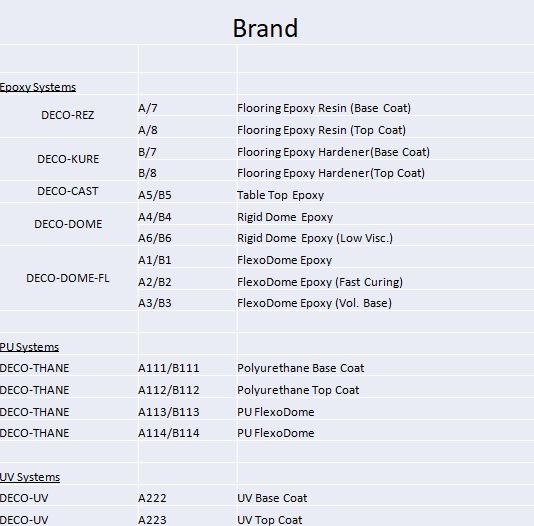 Brand
Epoxy Systems
DECO-REZ A/7 Flooring Epoxy Resin (Base Coat)
A/8 Flooring Epoxy Resin (Top Coat)
DECO-KURE B/7 Flooring Epoxy Hardener(Base Coat)
B/8 Flooring Epoxy Hardener(Top Coat)
DECO-CAST A5/B5 Table Top Epoxy
DECO-DOME A4/B4 Rigid Dome Epoxy
A6/B6 Rigid Dome Epoxy (Low Visc.)
DECO-DOME-FL A1/B1 FlexoDome Epoxy
A2/B2 FlexoDome Epoxy (Fast Curing)
A3/B3 FlexoDome Epoxy (Vol. Base)
PU Systems
DECO-THANE A111/B111 Polyurethane Base Coat
DECO-THANE A112/B112 Polyurethane Top Coat
DECO-THANE A113/B113 PU FlexoDome
DECO-THANE A114/B114 PU FlexoDome
UV Systems
DECO-UV A222 UV Base Coat
DECO-UV A223 UV Top Coat